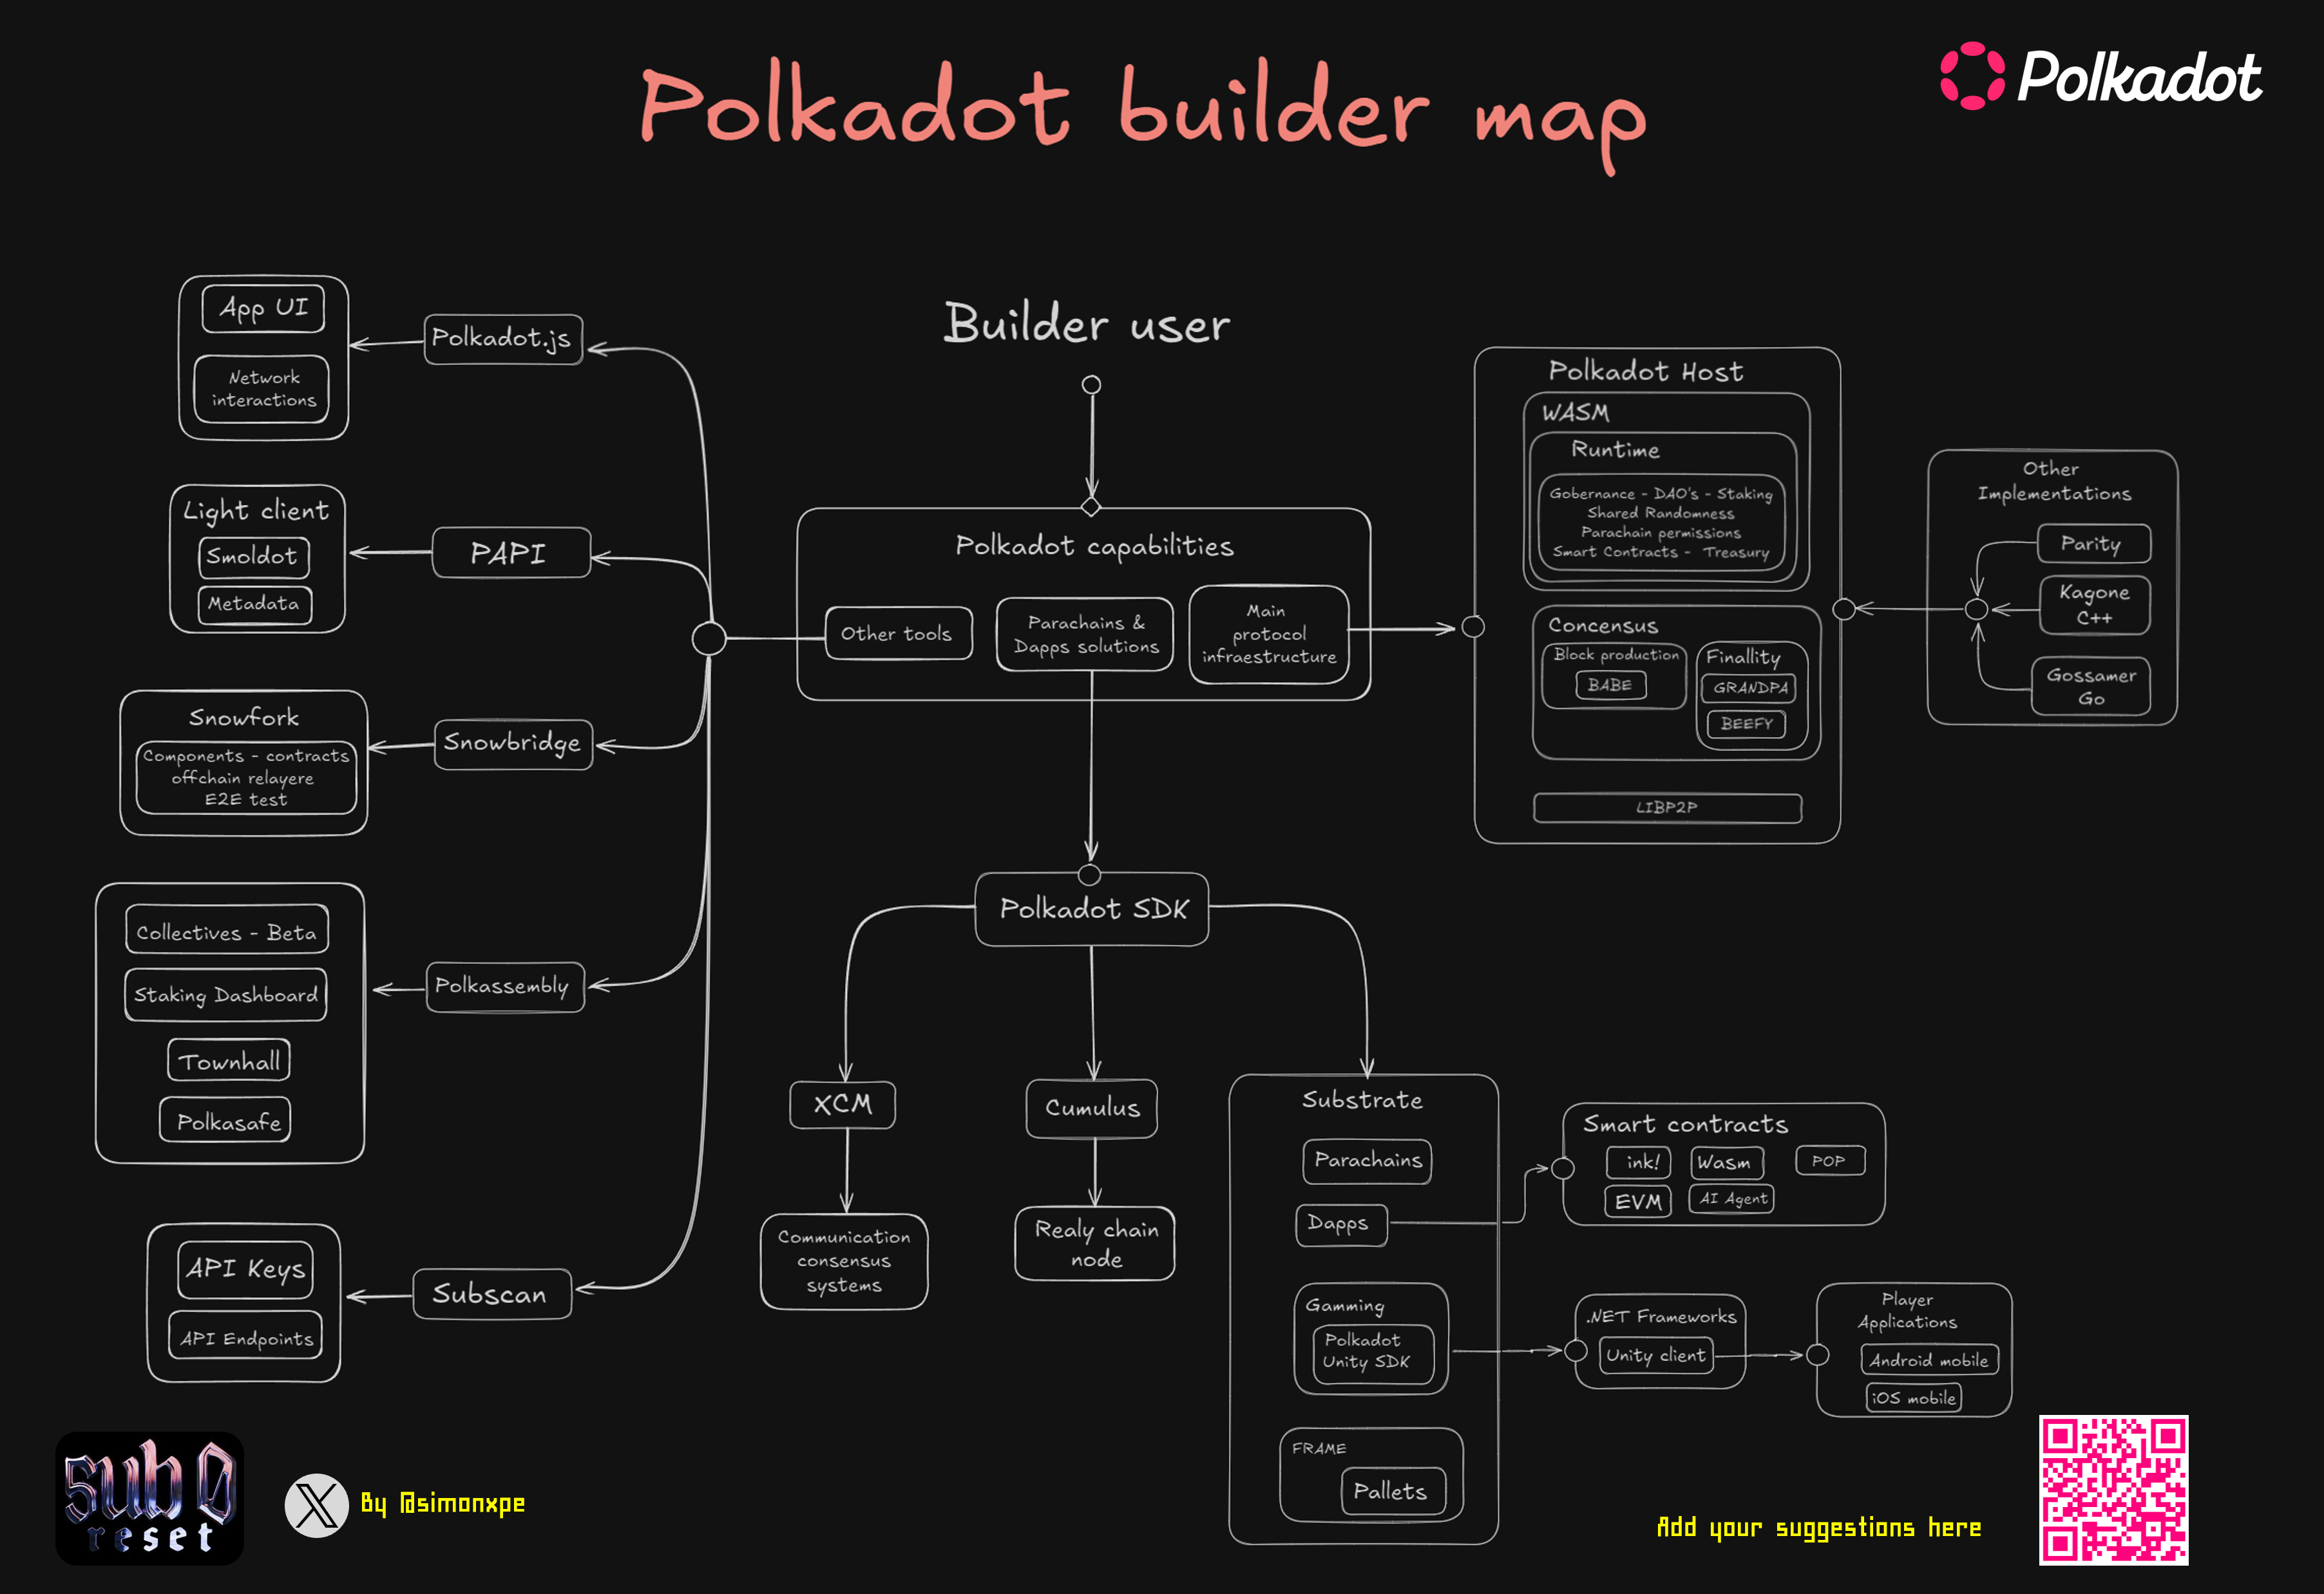 Polkadot builder map
Polkadot
Builder user
Polkadot capabilities
Other tools
Parachains &
Dapps solutions
Main
protocol
infraestructure
Polkadot.js
App UI
Network
interactions
PAPI
Light client
Smoldot
Metadata
Snowbridge
Snowfork
Components - contracts
offchain relayere
E2E test
Polkassembly
Collectives - Beta
Staking Dashboard
Townhall
Polkasafe
Subscan
API Keys
API Endpoints
Polkadot Host
WASM
Runtime
Gobernance - DAO's - Staking
Shared Randomness
Parachain permissions
Smart Contracts - Treasury
Concensus
Block production
BABE
Finallity
GRANDPA
BEEFY
LIBP2P
Other
Implementations
Parity
Kagone
C++
Gossamer
Go
Polkadot SDK
XCM
Communication
consensus
systems
Cumulus
Realy chain
node
Substrate
Parachains
Dapps
Gamming
Polkadot
Unity SDK
FRAME
Pallets
Smart contracts
ink!
Wasm
POP
EVM
AI Agent
.NET Frameworks
Unity client
Player
Applications
Android mobile
iOS mobile
sub0
reset
By @simonxpe
Add your suggestions here